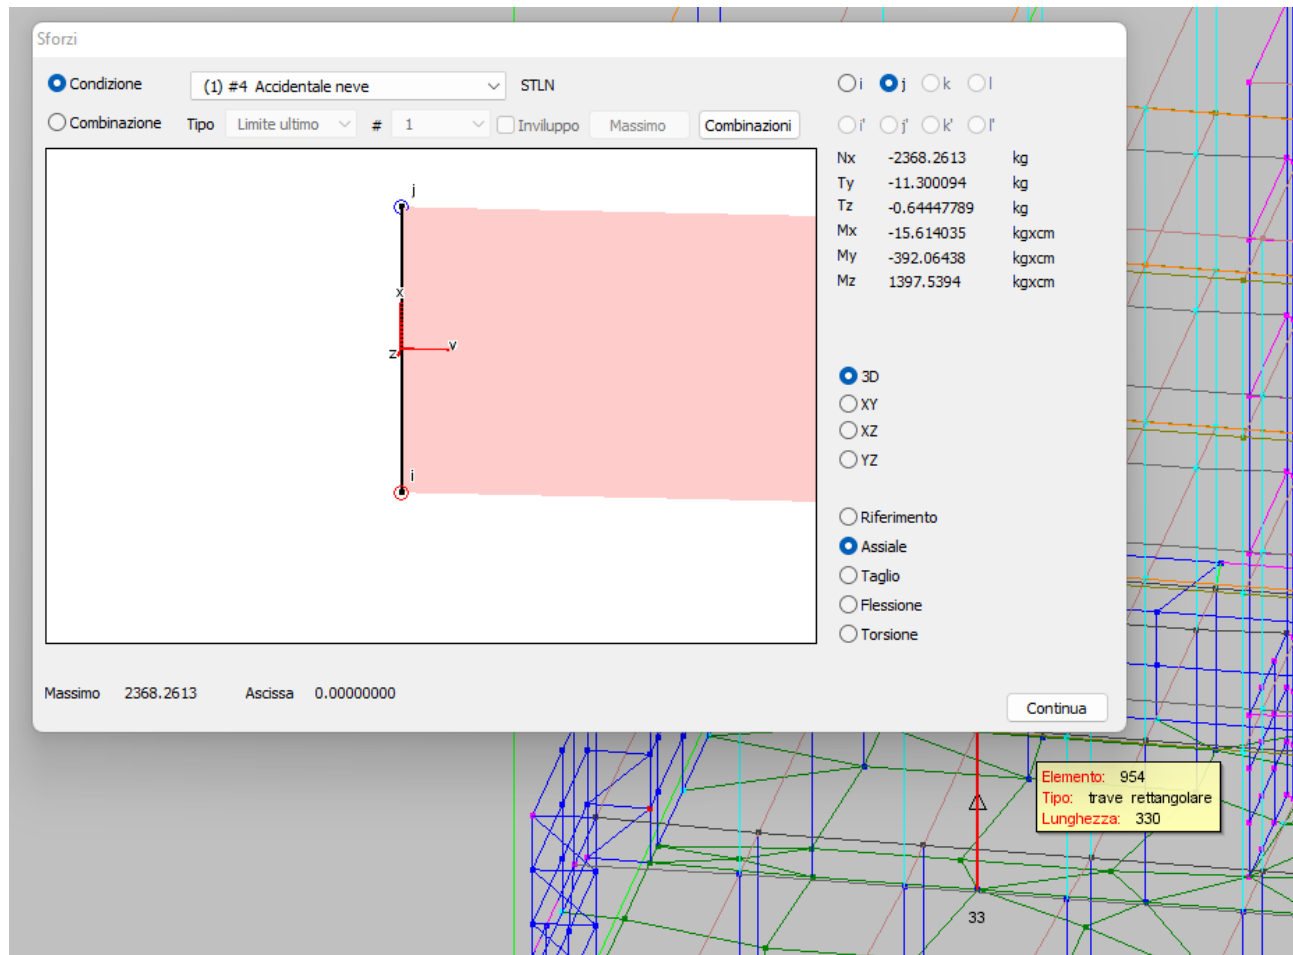 Sforzi
Condizione (1) #4 Accidentale neve STLN i j k l
Combinazione Tipo Limite ultimo # 1 Inviluppo Massimo Combinazioni i' j' k' l'
Nx -2368.2613 kg
Ty -11.300094 kg
Tz -0.64447789 kg
Mx -15.614035 kgxcm
My -392.06438 kgxcm
Mz 1397.5394 kgxcm
j
x
z y
i
3D
XY
XZ
YZ
Riferimento
Assiale
Taglio
Flessione
Torsione
Massimo 2368.2613 Ascissa 0.00000000
Continua
Elemento: 954
Tipo: trave rettangolare
Lunghezza: 330
33